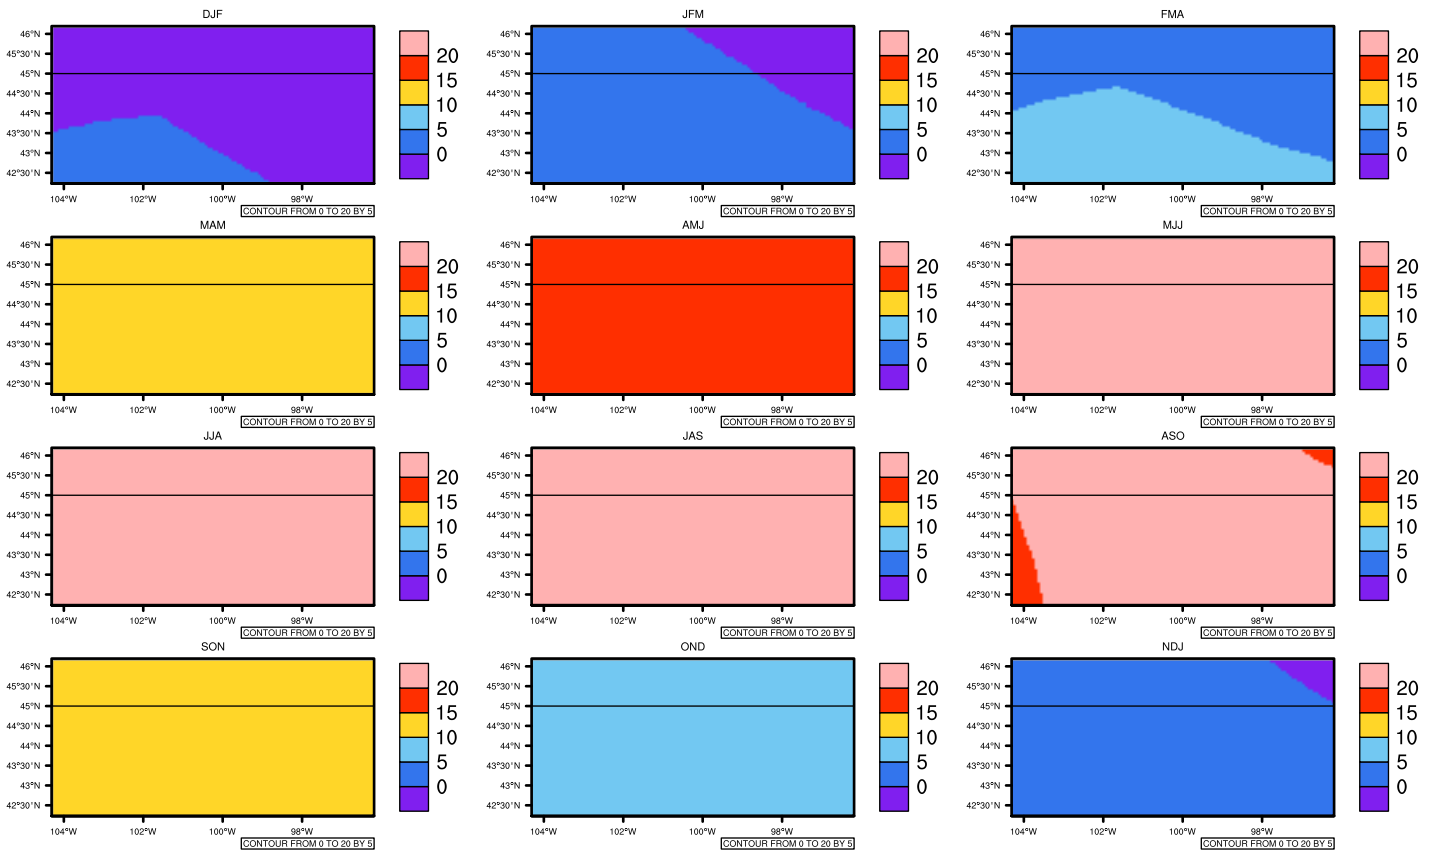 DJF
46°N
45°30'N
45°N
44°30'N
44°N
43°30'N
43°N
42°30'N
104°W 102°W 100°W 98°W
20
15
10
5
0
CONTOUR FROM 0 TO 20 BY 5
JFM
46°N
45°30'N
45°N
44°30'N
44°N
43°30'N
43°N
42°30'N
104°W 102°W 100°W 98°W
20
15
10
5
0
CONTOUR FROM 0 TO 20 BY 5
FMA
46°N
45°30'N
45°N
44°30'N
44°N
43°30'N
43°N
42°30'N
104°W 102°W 100°W 98°W
20
15
10
5
0
CONTOUR FROM 0 TO 20 BY 5
MAM
46°N
45°30'N
45°N
44°30'N
44°N
43°30'N
43°N
42°30'N
104°W 102°W 100°W 98°W
20
15
10
5
0
CONTOUR FROM 0 TO 20 BY 5
AMJ
46°N
45°30'N
45°N
44°30'N
44°N
43°30'N
43°N
42°30'N
104°W 102°W 100°W 98°W
20
15
10
5
0
CONTOUR FROM 0 TO 20 BY 5
MJJ
46°N
45°30'N
45°N
44°30'N
44°N
43°30'N
43°N
42°30'N
104°W 102°W 100°W 98°W
20
15
10
5
0
CONTOUR FROM 0 TO 20 BY 5
JJA
46°N
45°30'N
45°N
44°30'N
44°N
43°30'N
43°N
42°30'N
104°W 102°W 100°W 98°W
20
15
10
5
0
CONTOUR FROM 0 TO 20 BY 5
JAS
46°N
45°30'N
45°N
44°30'N
44°N
43°30'N
43°N
42°30'N
104°W 102°W 100°W 98°W
20
15
10
5
0
CONTOUR FROM 0 TO 20 BY 5
ASO
46°N
45°30'N
45°N
44°30'N
44°N
43°30'N
43°N
42°30'N
104°W 102°W 100°W 98°W
20
15
10
5
0
CONTOUR FROM 0 TO 20 BY 5
SON
46°N
45°30'N
45°N
44°30'N
44°N
43°30'N
43°N
42°30'N
104°W 102°W 100°W 98°W
20
15
10
5
0
CONTOUR FROM 0 TO 20 BY 5
OND
46°N
45°30'N
45°N
44°30'N
44°N
43°30'N
43°N
42°30'N
104°W 102°W 100°W 98°W
20
15
10
5
0
CONTOUR FROM 0 TO 20 BY 5
NDJ
46°N
45°30'N
45°N
44°30'N
44°N
43°30'N
43°N
42°30'N
104°W 102°W 100°W 98°W
20
15
10
5
0
CONTOUR FROM 0 TO 20 BY 5